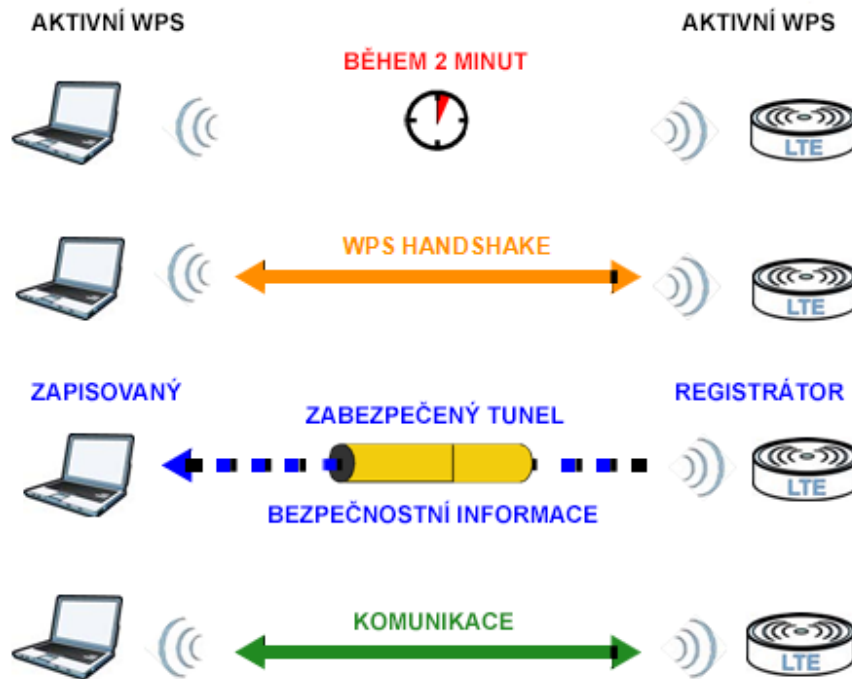 AKTIVNÍ WPS
AKTIVNÍ WPS
BĚHEM 2 MINUT
LTE
WPS HANDSHAKE
LTE
ZAPISOVANÝ
REGISTRÁTOR
ZABEZPEČENÝ TUNEL
LTE
BEZPEČNOSTNÍ INFORMACE
KOMUNIKACE
LTE